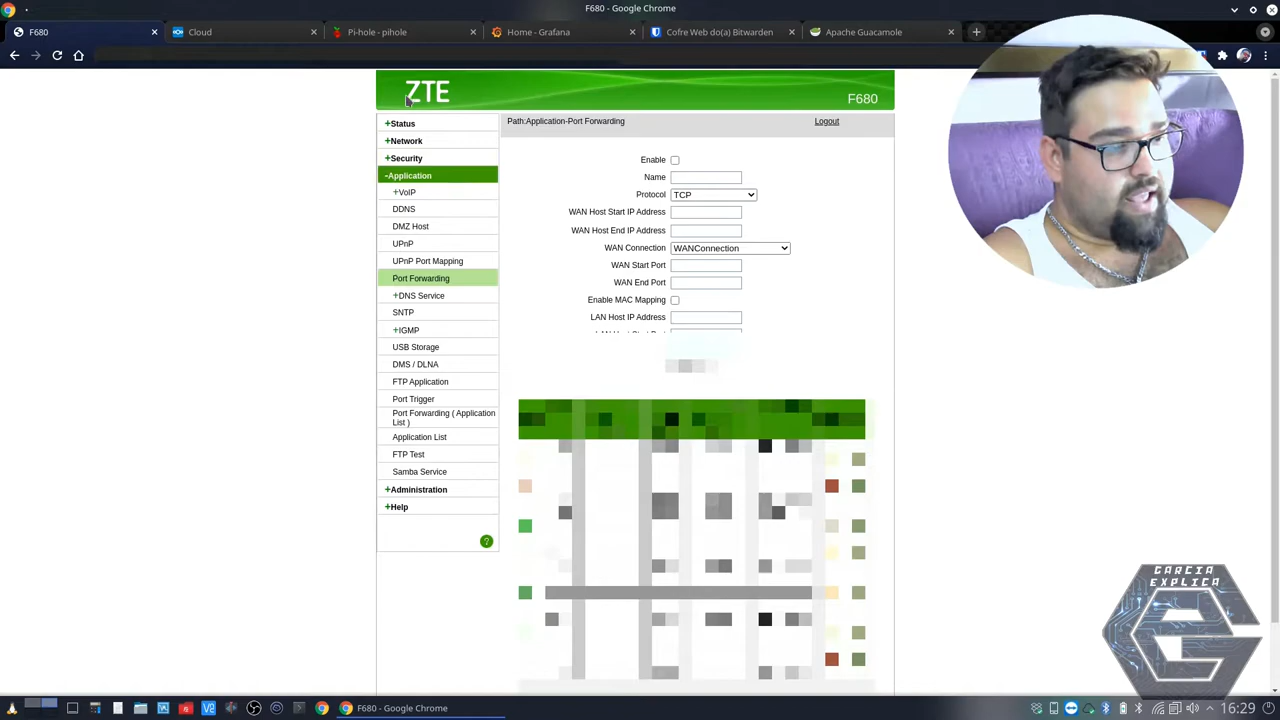 F680 - Google Chrome
F680
Cloud
Pi-hole - pihole
Home - Grafana
Cofre Web do(a) Bitwarden
Apache Guacamole
ZTE
F680
+Status
+Network
+Security
-Application
+VoIP
DDNS
DMZ Host
UPnP
UPnP Port Mapping
Port Forwarding
+DNS Service
SNTP
+IGMP
USB Storage
DMS / DLNA
FTP Application
Port Trigger
Port Forwarding ( Application
List )
Application List
FTP Test
Samba Service
+Administration
+Help
?
Path:Application-Port Forwarding
Logout
Enable
Name
Protocol
TCP
WAN Host Start IP Address
WAN Host End IP Address
WAN Connection
WANConnection
WAN Start Port
WAN End Port
Enable MAC Mapping
LAN Host IP Address
GARCIA
EXPLICA
F680 - Google Chrome
16:29